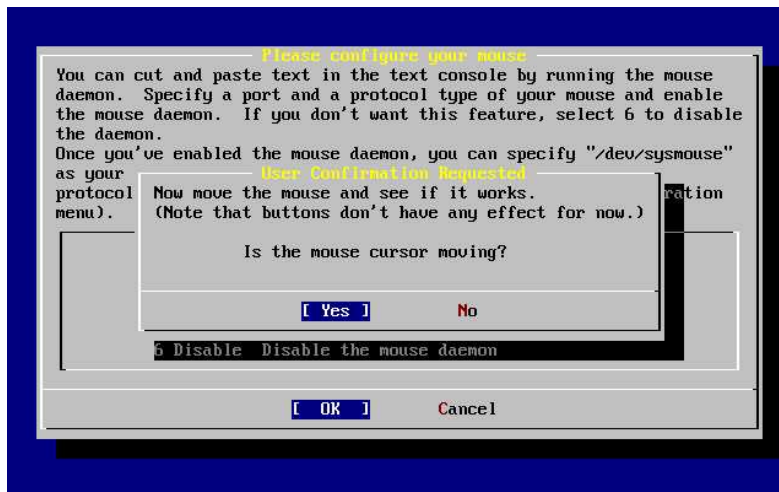 Please configure your mouse
You can cut and paste text in the text console by running the mouse
daemon.  Specify a port and a protocol type of your mouse and enable
the mouse daemon.  If you don't want this feature, select 6 to disable
the daemon.
Once you've enabled the mouse daemon, you can specify "/dev/sysmouse"
as your
User Confirmation Requested
protocol
ration
menu).
Now move the mouse and see if it works.
(Note that buttons don't have any effect for now.)
Is the mouse cursor moving?
[ Yes ]  No
6 Disable  Disable the mouse daemon
[ OK ]  Cancel